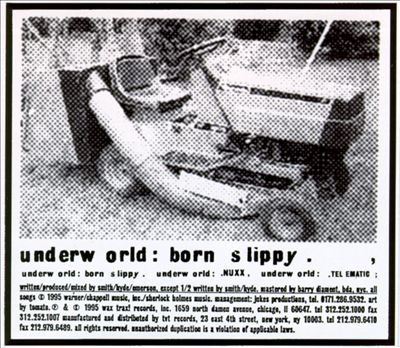 underw orld: born s lippy . ,
underw orld: born slippy . underw orld: .NUXX. underw orld: .TEL EMATIC ;
written/produced/mixed by smith/hyde/emerson, except 1/2 written by smith/hyde. mastered by barry diament, bda, nyc. all
songs © 1995 warner/chappell music, inc./sherlock holmes music. management: jukes productions, tel. 0171.286.9532. art
by tomato. ℗ & © 1995 wax trax! records, inc. 1659 north damen avenue, chicago, il 60647. tel 312.252.1000 fax
312.252.1007 manufactured and distributed by tvt records, 23 east 4th street, new york, ny 10003. tel 212.979.6410
fax 212.979.6489. all rights reserved. unauthorized duplication is a violation of applicable laws.